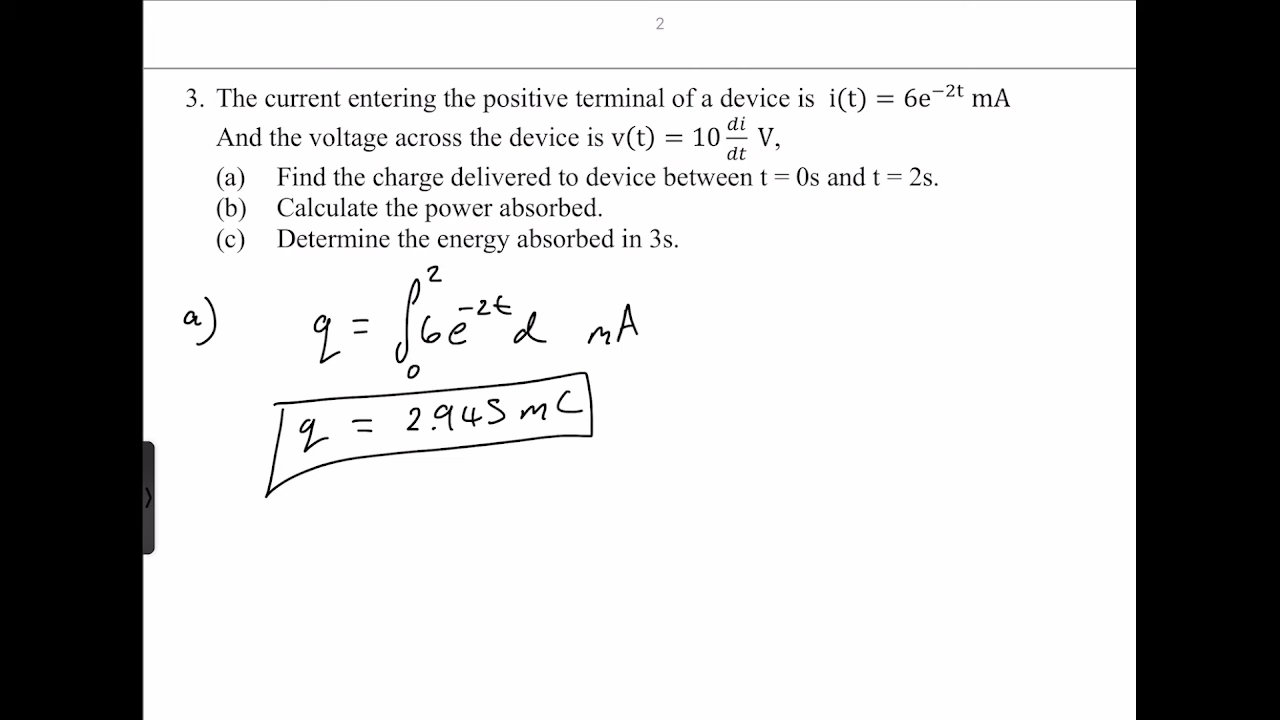 2
3. The current entering the positive terminal of a device is i(t) = 6e⁻²ᵗ mA
And the voltage across the device is v(t) = 10 di/dt V,
(a) Find the charge delivered to device between t = 0s and t = 2s.
(b) Calculate the power absorbed.
(c) Determine the energy absorbed in 3s.
a) q = ∫₀² 6e⁻²ᵗ d mA
q = 2.945 mC